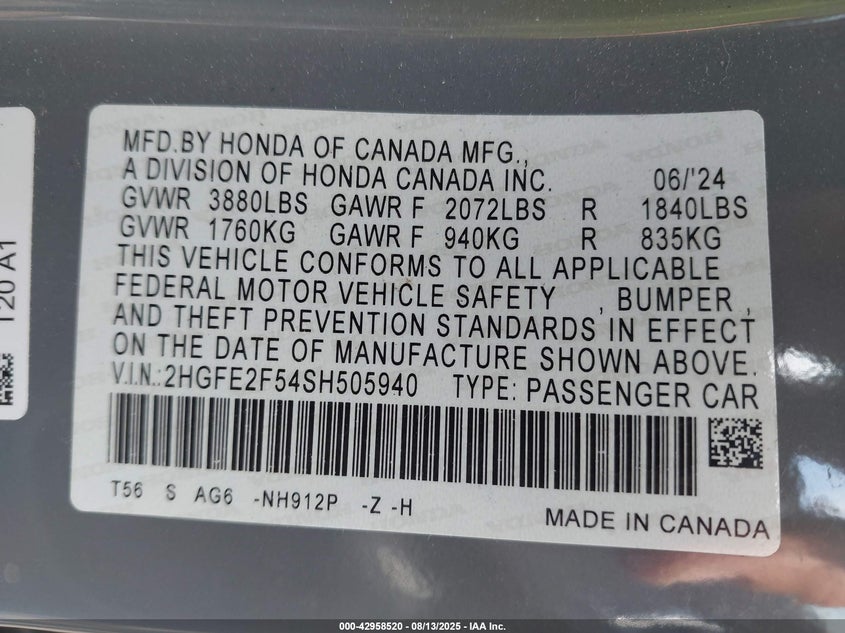 MFD.BY HONDA OF CANADA MFG.,
A DIVISION OF HONDA CANADA INC. 06/'24
GVWR 3880LBS GAWR F 2072LBS R 1840LBS
GVWR 1760KG GAWR F 940KG R 835KG
THIS VEHICLE CONFORMS TO ALL APPLICABLE
FEDERAL MOTOR VEHICLE SAFETY , BUMPER ,
AND THEFT PREVENTION STANDARDS IN EFFECT
ON THE DATE OF MANUFACTURE SHOWN ABOVE.
V.I.N.:2HGFE2F54SH505940 TYPE: PASSENGER CAR
T56 S AG6 -NH912P -Z -H
MADE IN CANADA
T20 A1
000-42958520 - 08/13/2025 - IAA Inc.